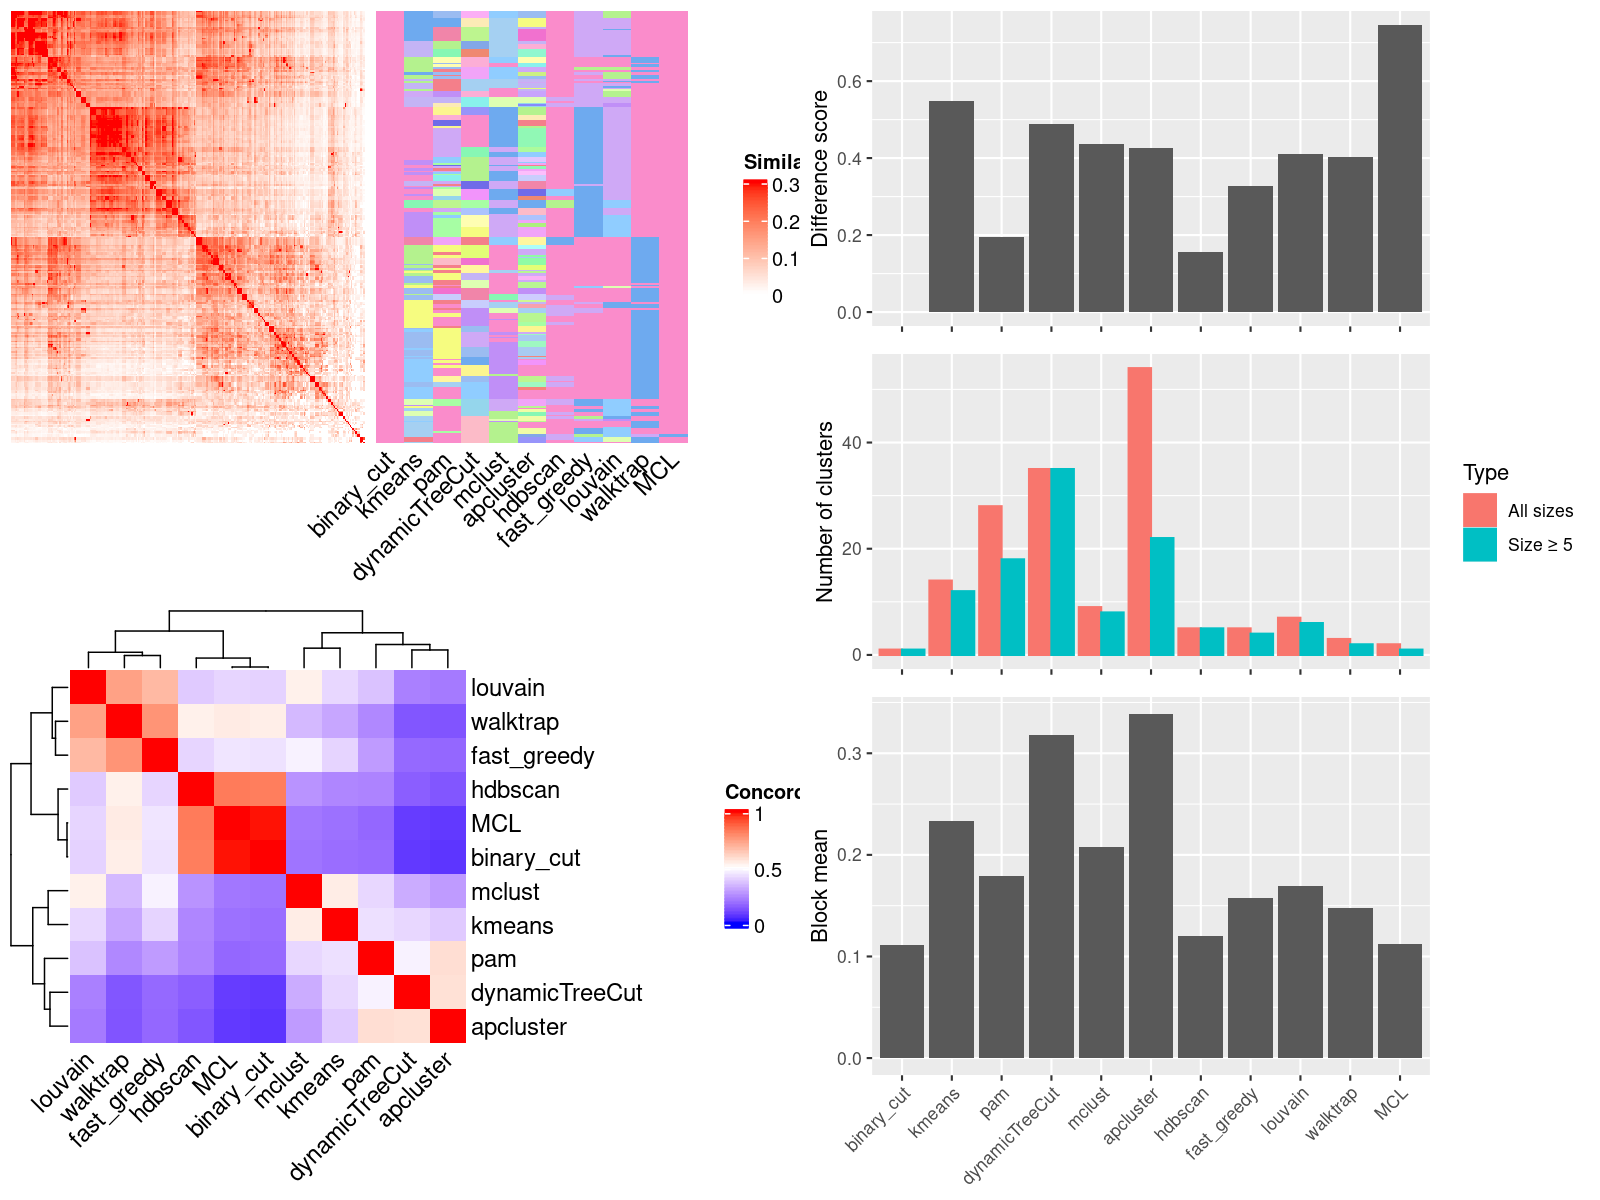 Simila
0.3
0.2
0.1
0
binary_cut
kmeans
pam
dynamicTreeCut
mclust
apcluster
hdbscan
fast_greedy
louvain
walktrap
MCL
louvain
walktrap
fast_greedy
hdbscan
MCL
binary_cut
mclust
kmeans
pam
dynamicTreeCut
apcluster
louvain
walktrap
fast_greedy
hdbscan
MCL
binary_cut
mclust
kmeans
pam
dynamicTreeCut
apcluster
Concord
1
0.5
0
Difference score
0.6
0.4
0.2
0.0
Number of clusters
40
20
0
Type
All sizes
Size ≥ 5
Block mean
0.3
0.2
0.1
0.0
binary_cut
kmeans
pam
dynamicTreeCut
mclust
apcluster
hdbscan
fast_greedy
louvain
walktrap
MCL